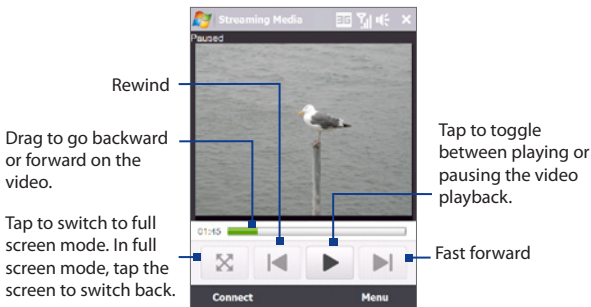 Streaming Media
Paused
Rewind
Drag to go backward
or forward on the
video.
Tap to toggle
between playing or
pausing the video
playback.
01:45
Tap to switch to full
screen mode. In full
screen mode, tap the
screen to switch back.
Fast forward
Connect
Menu